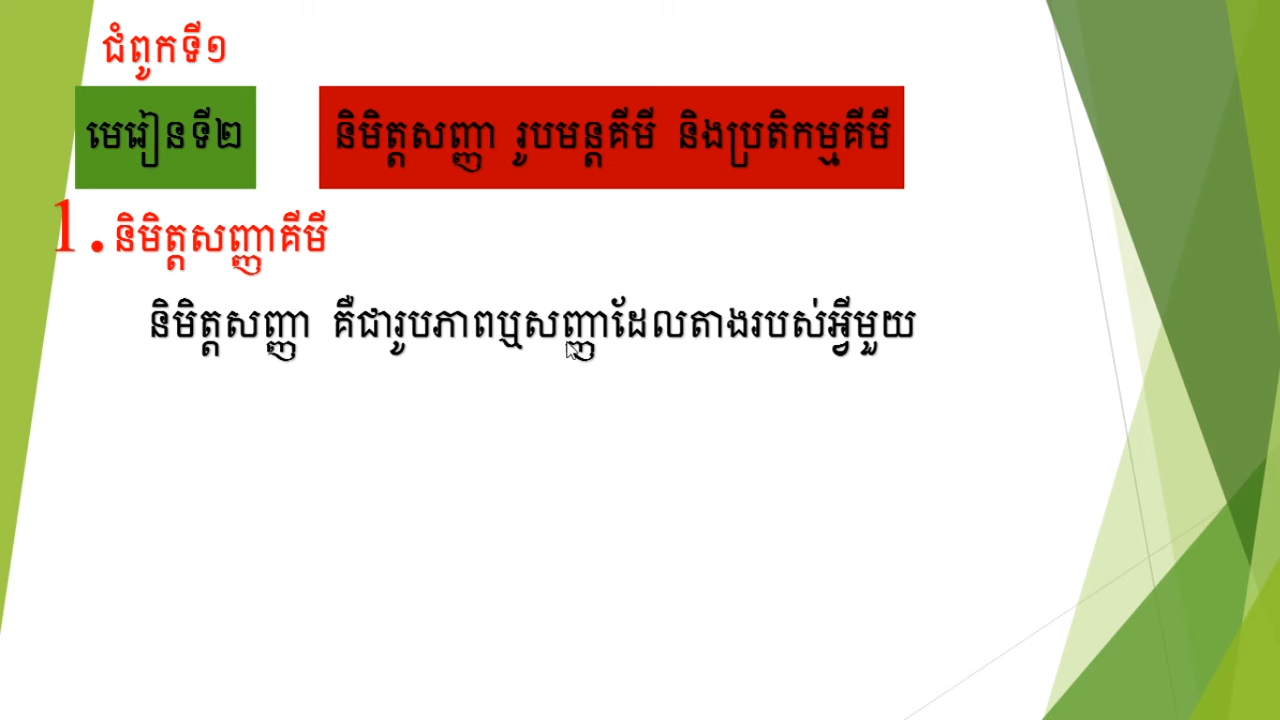 ជំពូកទី១
មេរៀនទី២ និមិត្តសញ្ញា រូបមន្តគីមី និងប្រតិកម្មគីមី
1.និមិត្តសញ្ញាគីមី
និមិត្តសញ្ញា គឺជារូបភាពឬសញ្ញាដែលតាងរបស់អ្វីមួយ